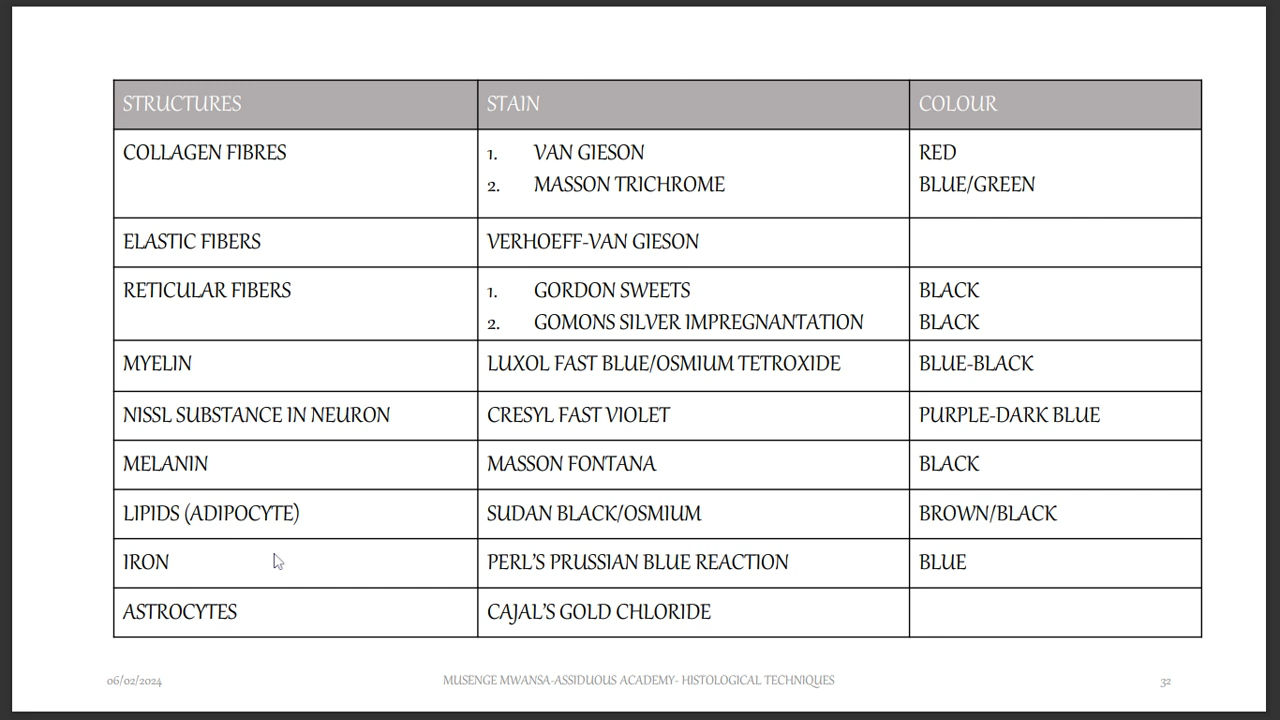 STRUCTURES STAIN COLOUR
COLLAGEN FIBRES 1. VAN GIESON RED
2. MASSON TRICHROME BLUE/GREEN
ELASTIC FIBERS VERHOEFF-VAN GIESON
RETICULAR FIBERS 1. GORDON SWEETS BLACK
2. GOMONS SILVER IMPREGNANTATION BLACK
MYELIN LUXOL FAST BLUE/OSMIUM TETROXIDE BLUE-BLACK
NISSL SUBSTANCE IN NEURON CRESYL FAST VIOLET PURPLE-DARK BLUE
MELANIN MASSON FONTANA BLACK
LIPIDS (ADIPOCYTE) SUDAN BLACK/OSMIUM BROWN/BLACK
IRON PERL'S PRUSSIAN BLUE REACTION BLUE
ASTROCYTES CAJAL'S GOLD CHLORIDE
06/02/2024 MUSENGE MWANSA-ASSIDUOUS ACADEMY- HISTOLOGICAL TECHNIQUES 32